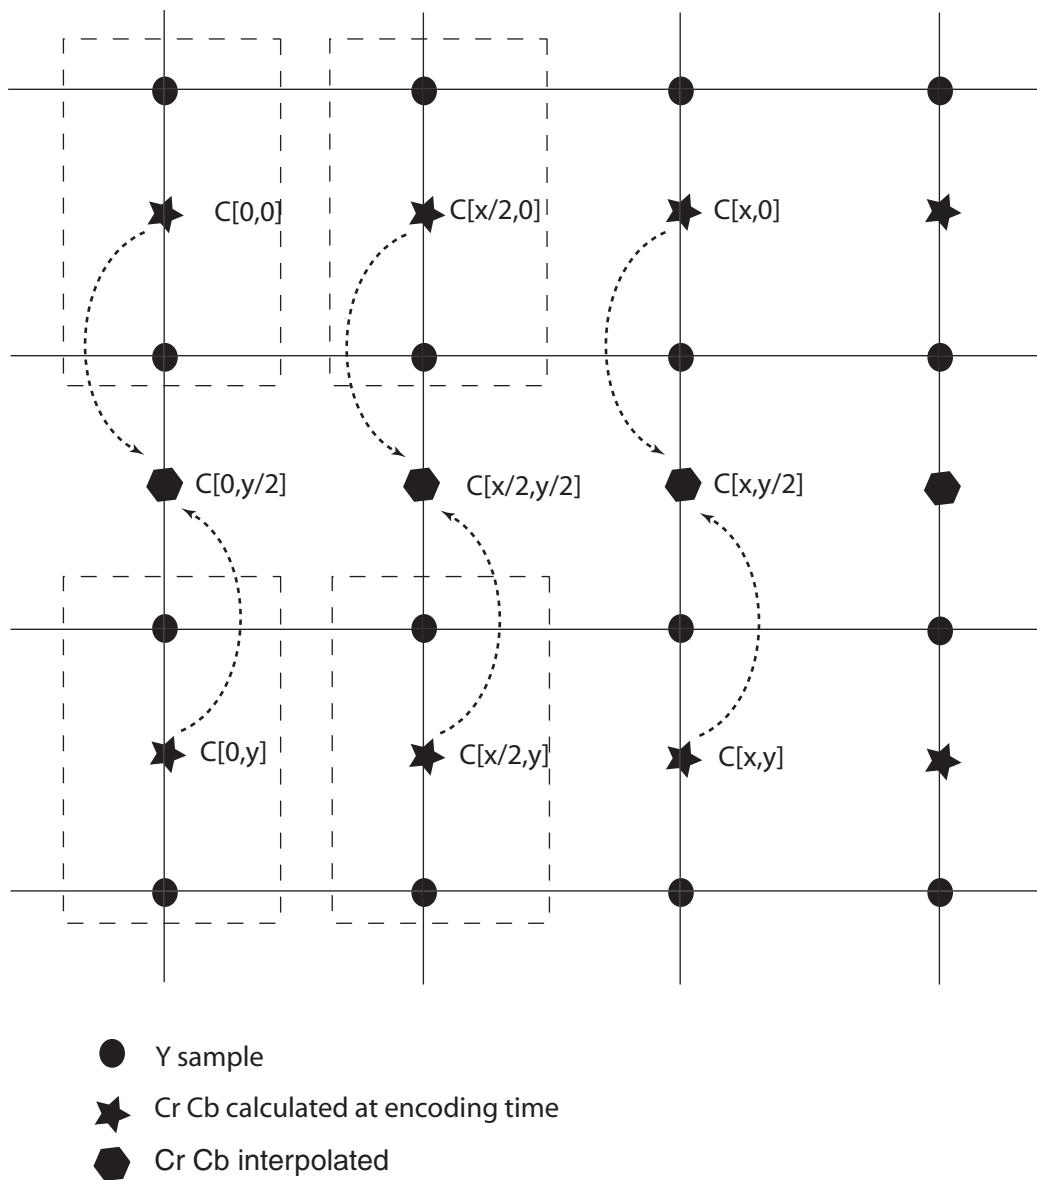 C[0,0]
C[x/2,0]
C[x,0]
C[0,y/2]
C[x/2,y/2]
C[x,y/2]
C[0,y]
C[x/2,y]
C[x,y]
Y sample
Cr Cb calculated at encoding time
Cr Cb interpolated